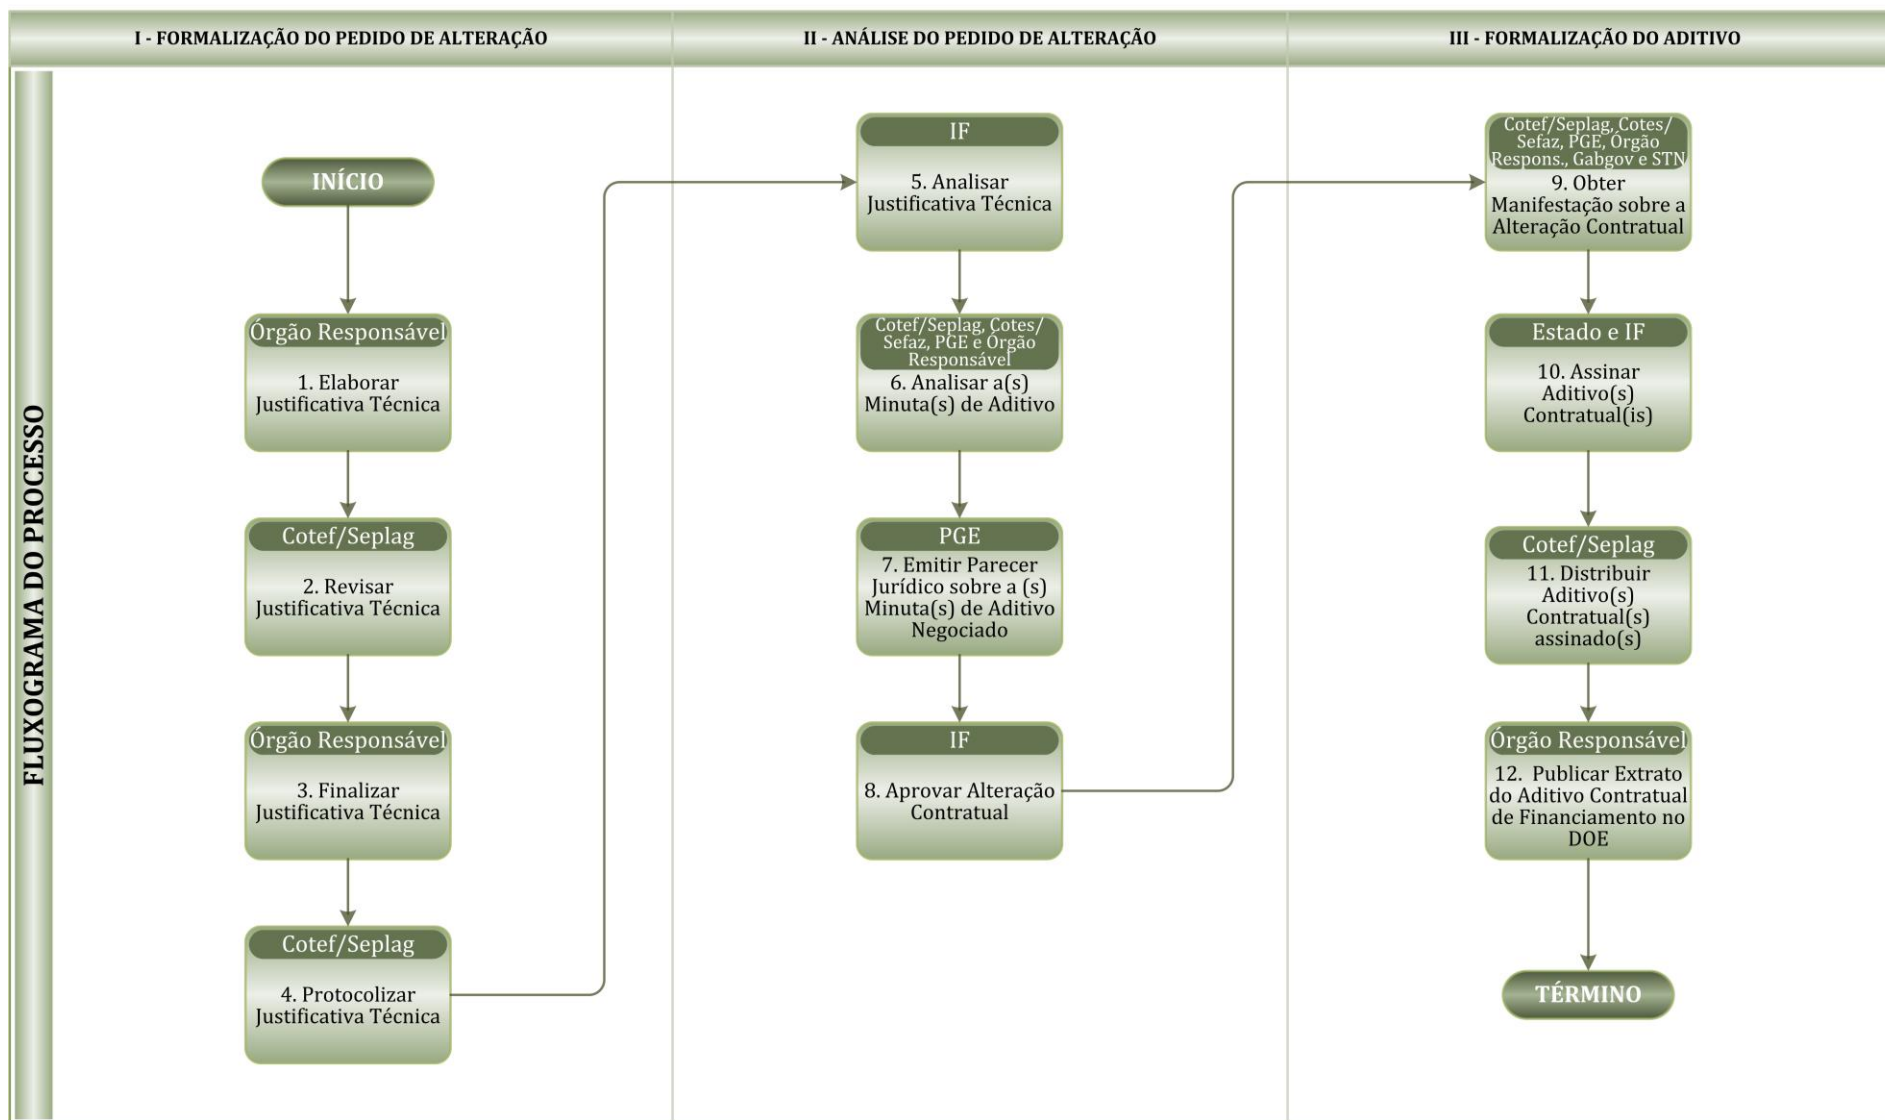 I - FORMALIZAÇÃO DO PEDIDO DE ALTERAÇÃO
II - ANÁLISE DO PEDIDO DE ALTERAÇÃO
III - FORMALIZAÇÃO DO ADITIVO
FLUXOGRAMA DO PROCESSO
INÍCIO
Órgão Responsável
1. Elaborar
Justificativa Técnica
Cotef/Seplag
2. Revisar
Justificativa Técnica
Órgão Responsável
3. Finalizar
Justificativa Técnica
Cotef/Seplag
4. Protocolizar
Justificativa Técnica
IF
5. Analisar
Justificativa Técnica
Cotef/Seplag, Cotes/
Sefaz, PGE e Órgão
Responsável
6. Analisar a(s)
Minuta(s) de Aditivo
PGE
7. Emitir Parecer
Jurídico sobre a (s)
Minuta(s) de Aditivo
Negociado
IF
8. Aprovar Alteração
Contratual
Cotef/Seplag, Cotes/
Sefaz, PGE, Órgão
Respons., Gabgov e STN
9. Obter
Manifestação sobre a
Alteração Contratual
Estado e IF
10. Assinar
Aditivo(s)
Contratual(is)
Cotef/Seplag
11. Distribuir
Aditivo(s)
Contratual(s)
assinado(s)
Órgão Responsável
12. Publicar Extrato
do Aditivo Contratual
de Financiamento no
DOE
TÉRMINO